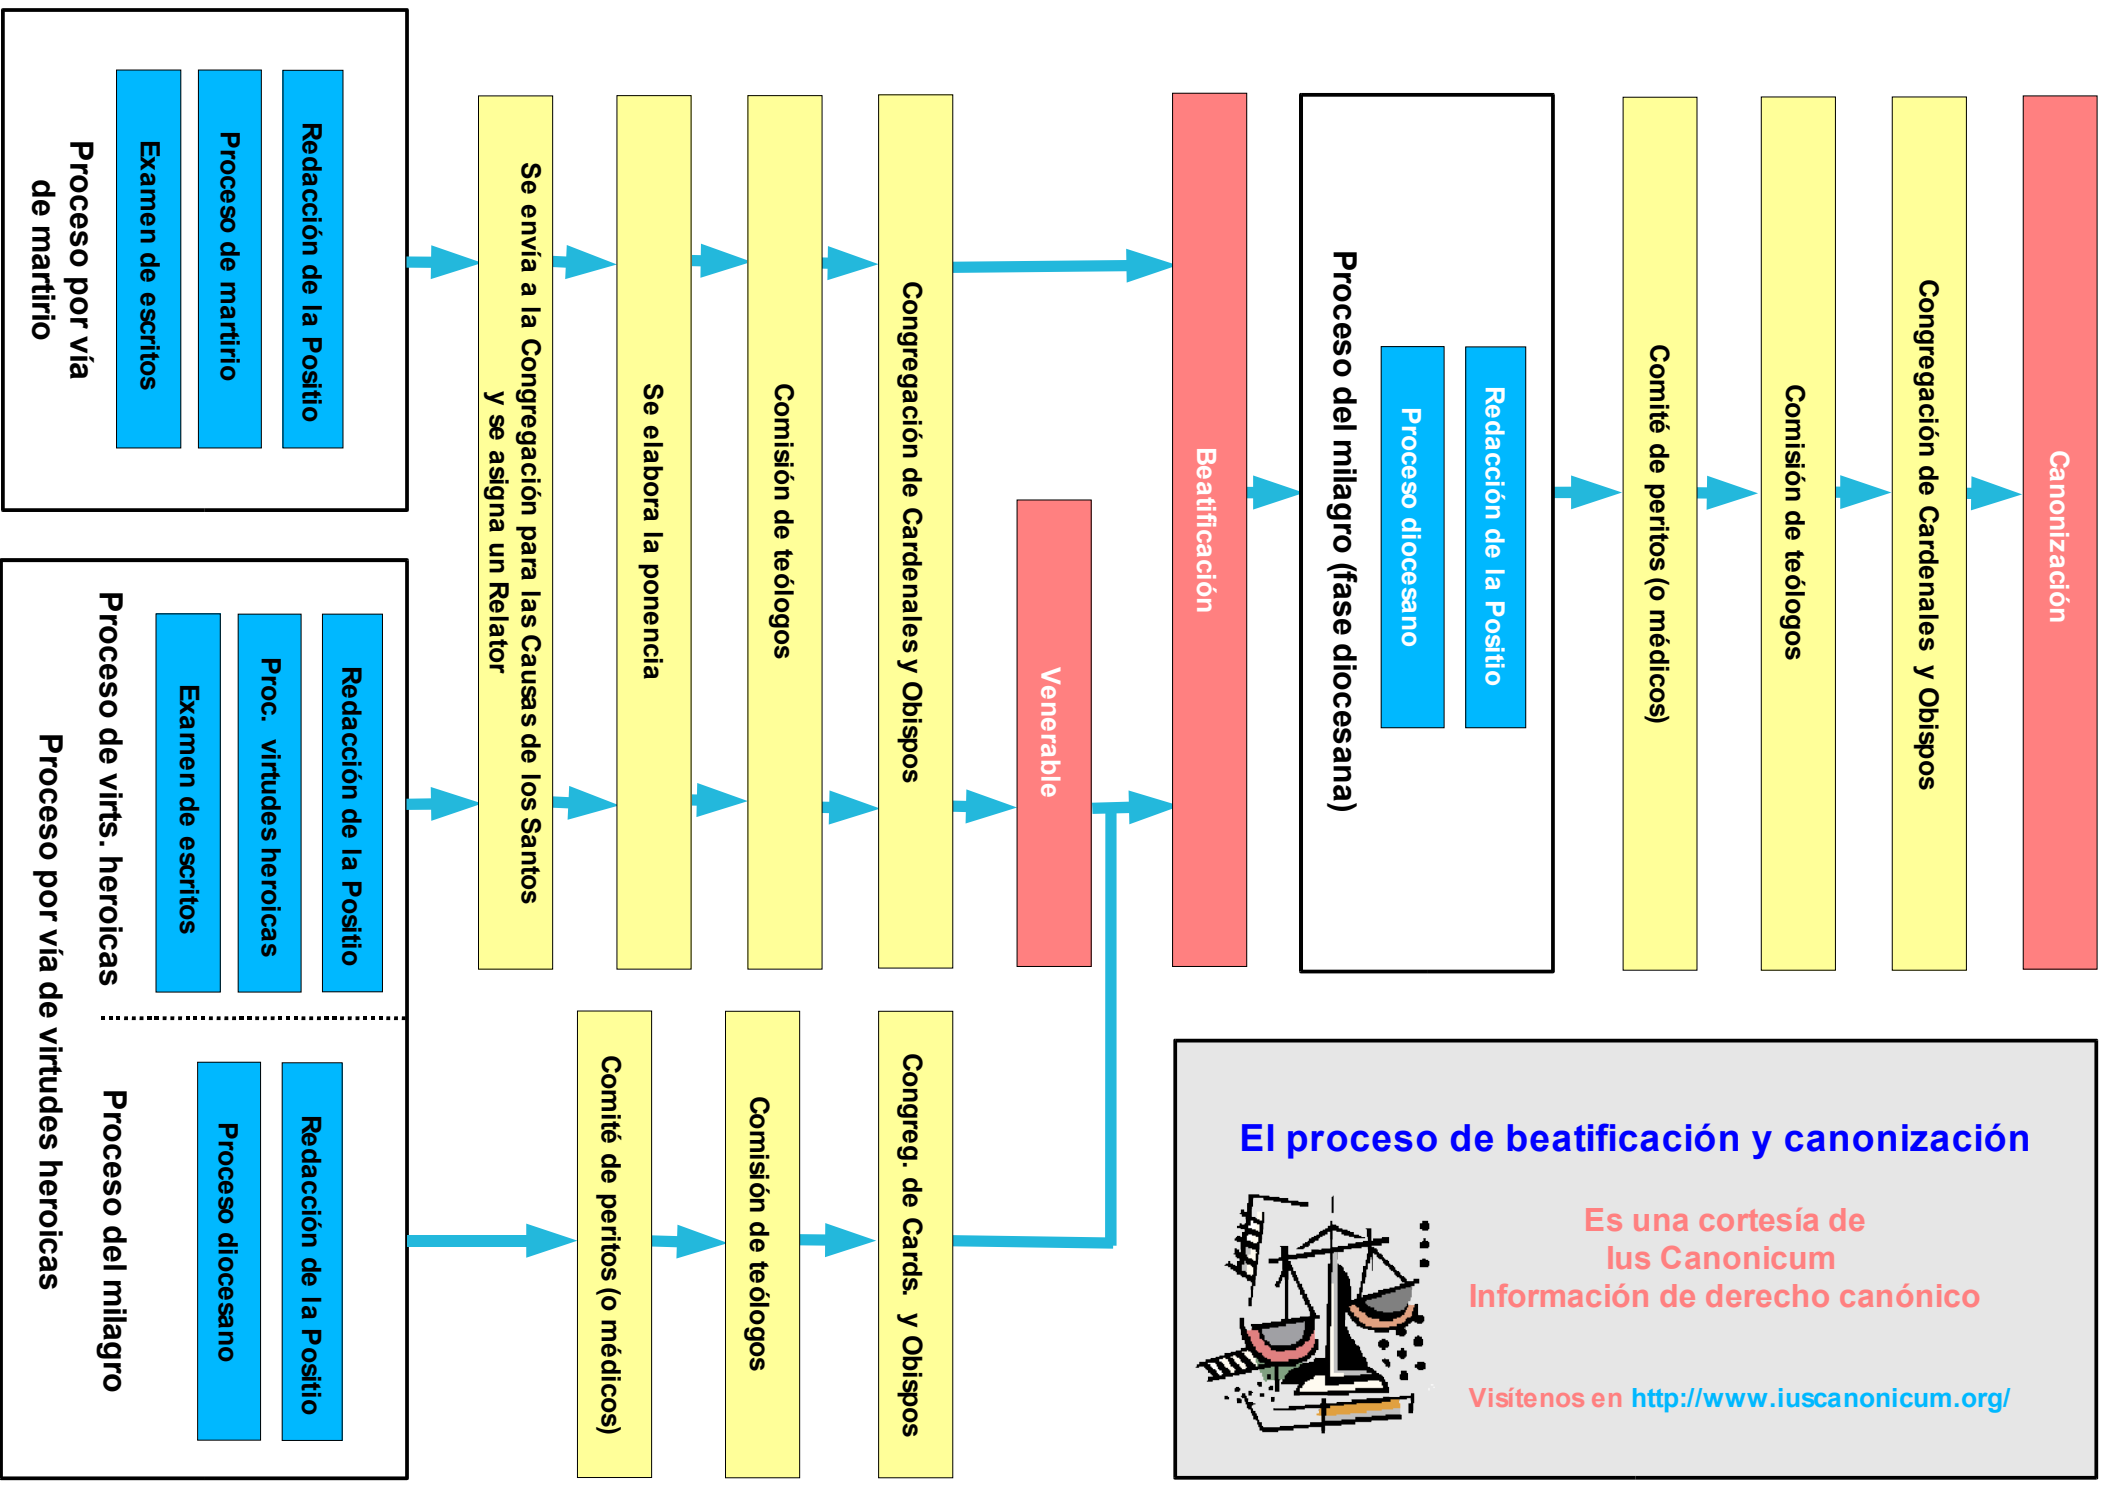 Proceso por vía
de martirio
Examen de escritos
Proceso de martirio
Redacción de la Positio
Proceso por vía de virtudes heroicas
Proceso de virts. heroicas
Examen de escritos
Proc. virtudes heroicas
Redacción de la Positio
Proceso del milagro
Proceso diocesano
Redacción de la Positio
Se envía a la Congregación para las Causas de los Santos
y se asigna un Relator
Se elabora la ponencia
Comisión de teólogos
Congregación de Cardenales y Obispos
Venerable
Comité de peritos (o médicos)
Comisión de teólogos
Congreg. de Cards. y Obispos
Beatificación
Proceso del milagro (fase diocesana)
Proceso diocesano
Redacción de la Positio
Comité de peritos (o médicos)
Comisión de teólogos
Congregación de Cardenales y Obispos
Canonización
El proceso de beatificación y canonización
Es una cortesía de
Ius Canonicum
Información de derecho canónico
Visítenos en http://www.iuscanonicum.org/